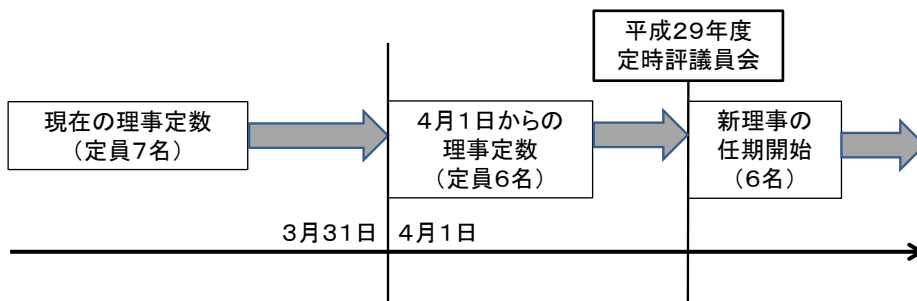 平成29年度
定時評議員会
現在の理事定数
（定員7名）
4月1日からの
理事定数
（定員6名）
新理事の
任期開始
（6名）
3月31日
4月1日